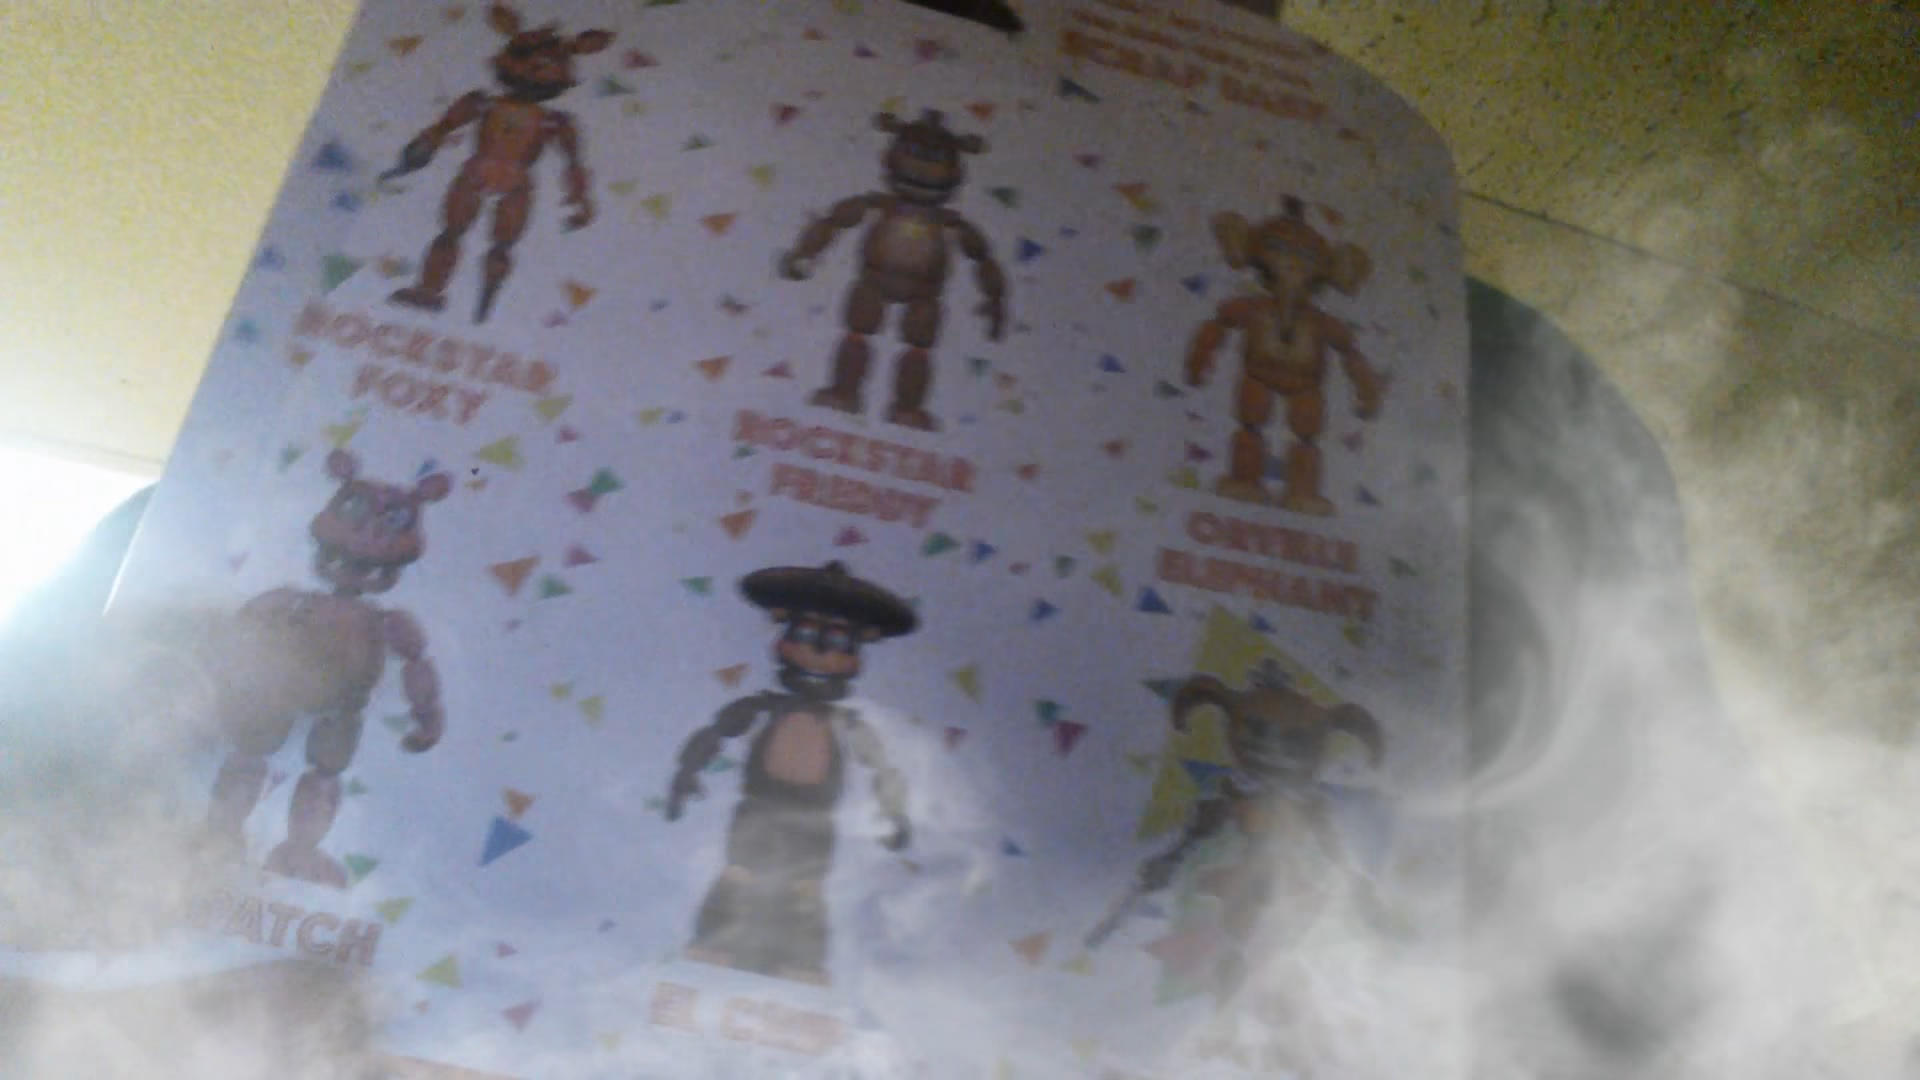 SCRAP BABY
ROCKSTAR
FOXY
ROCKSTAR
FREDDY
ORVILLE
ELEPHANT
PATCH
EL CHIP